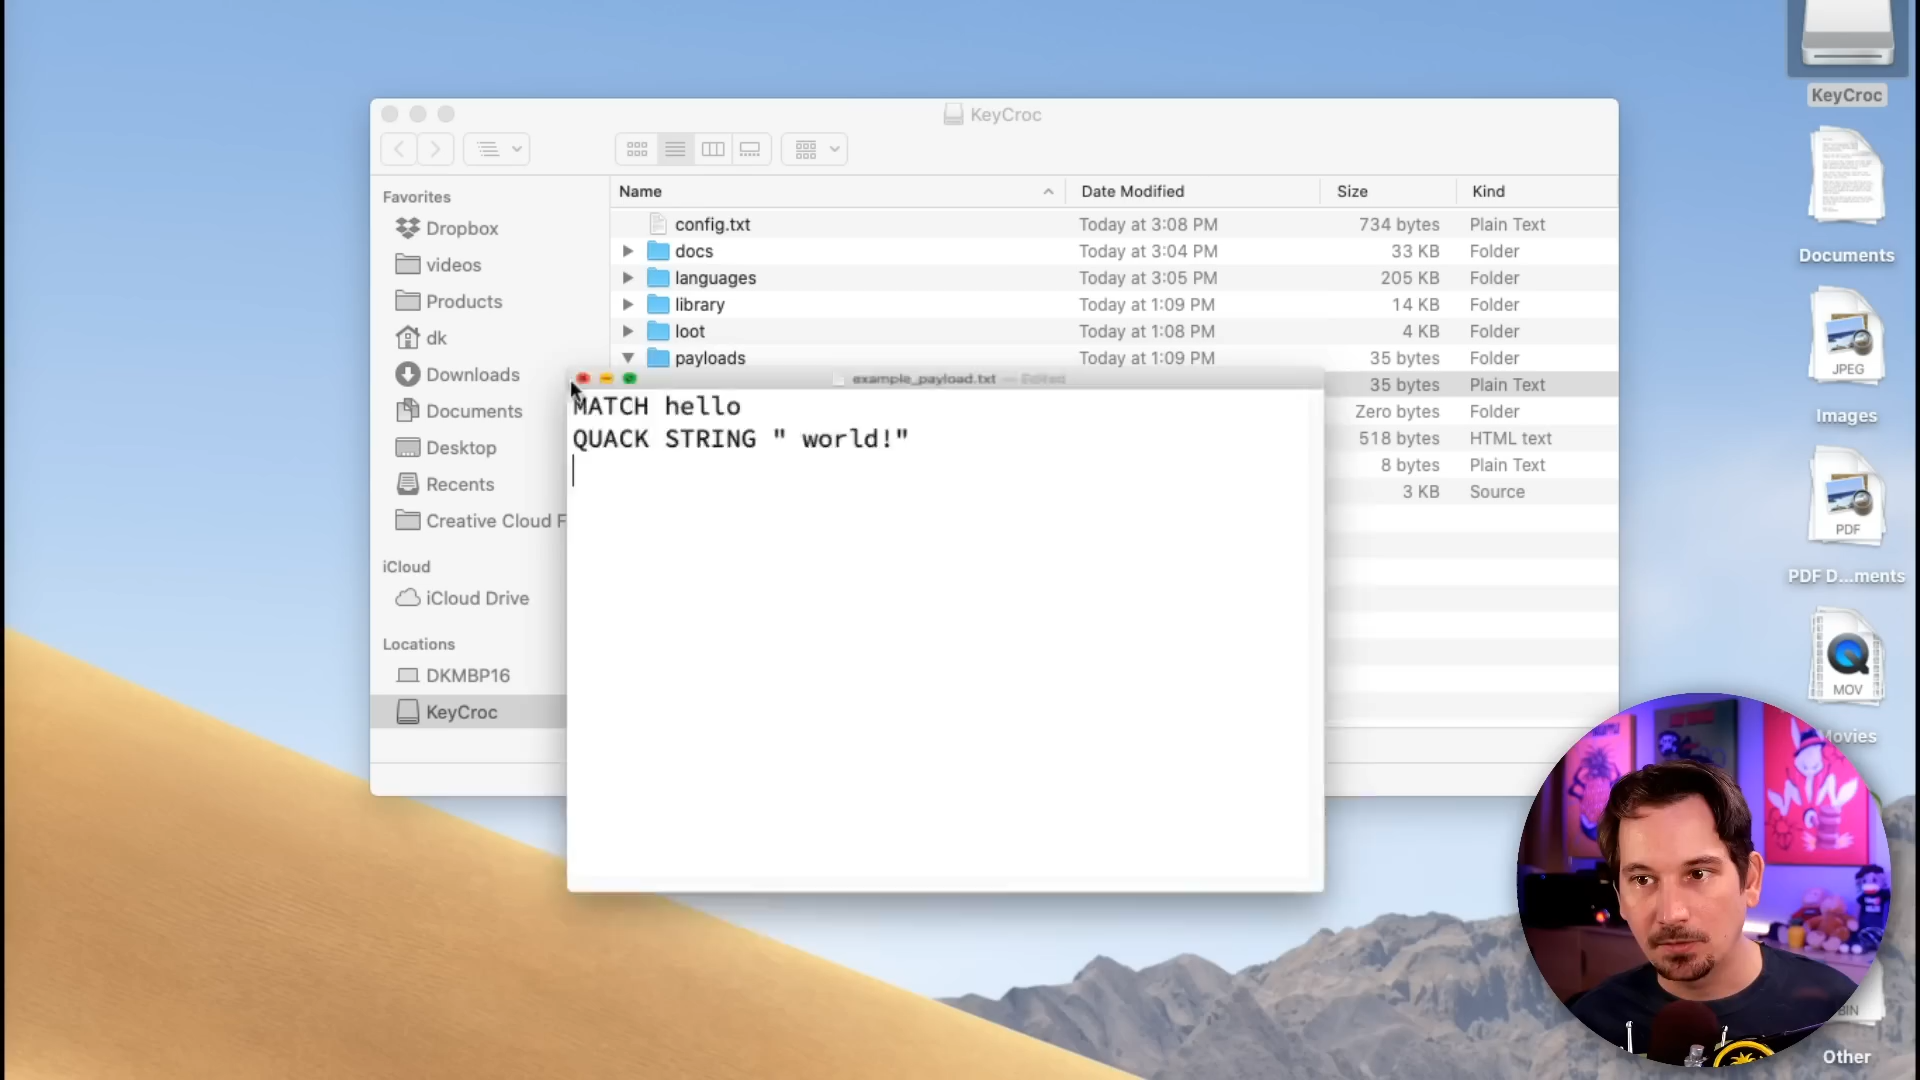 KeyCroc
Name
Date Modified
Size
Kind
Favorites
Dropbox
videos
Products
dk
Downloads
Documents
Desktop
Recents
Creative Cloud F
iCloud
iCloud Drive
Locations
DKMBP16
KeyCroc
config.txt Today at 3:08 PM 734 bytes Plain Text
docs Today at 3:04 PM 33 KB Folder
languages Today at 3:05 PM 205 KB Folder
library Today at 1:09 PM 14 KB Folder
loot Today at 1:08 PM 4 KB Folder
payloads Today at 1:09 PM 35 bytes Folder
35 bytes Plain Text
Zero bytes Folder
518 bytes HTML text
8 bytes Plain Text
3 KB Source
example_payload.txt — Edited
MATCH hello
QUACK STRING " world!"
KeyCroc
Documents
JPEG
Images
PDF
PDF D...ments
MOV
Movies
BIN
Other